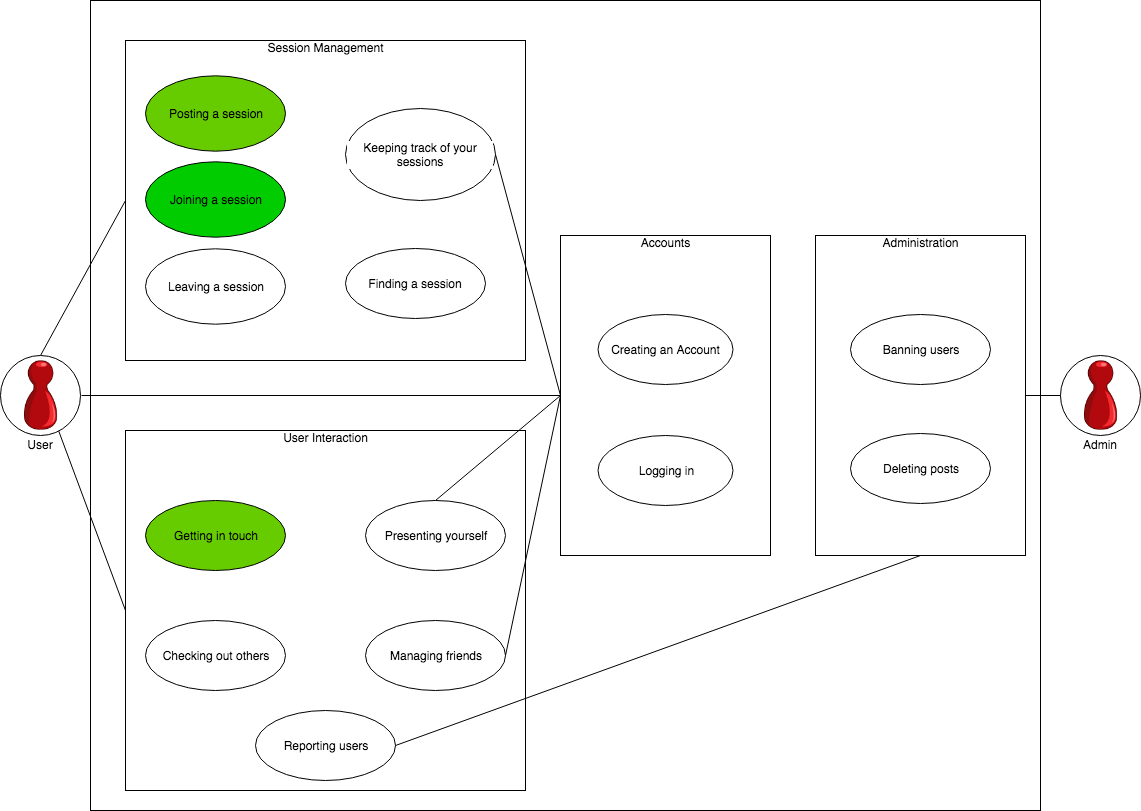 Session Management
Posting a session
Keeping track of your
sessions
Joining a session
Leaving a session
Finding a session
Accounts
Creating an Account
Logging in
Administration
Banning users
Deleting posts
User
Admin
User Interaction
Getting in touch
Presenting yourself
Checking out others
Managing friends
Reporting users